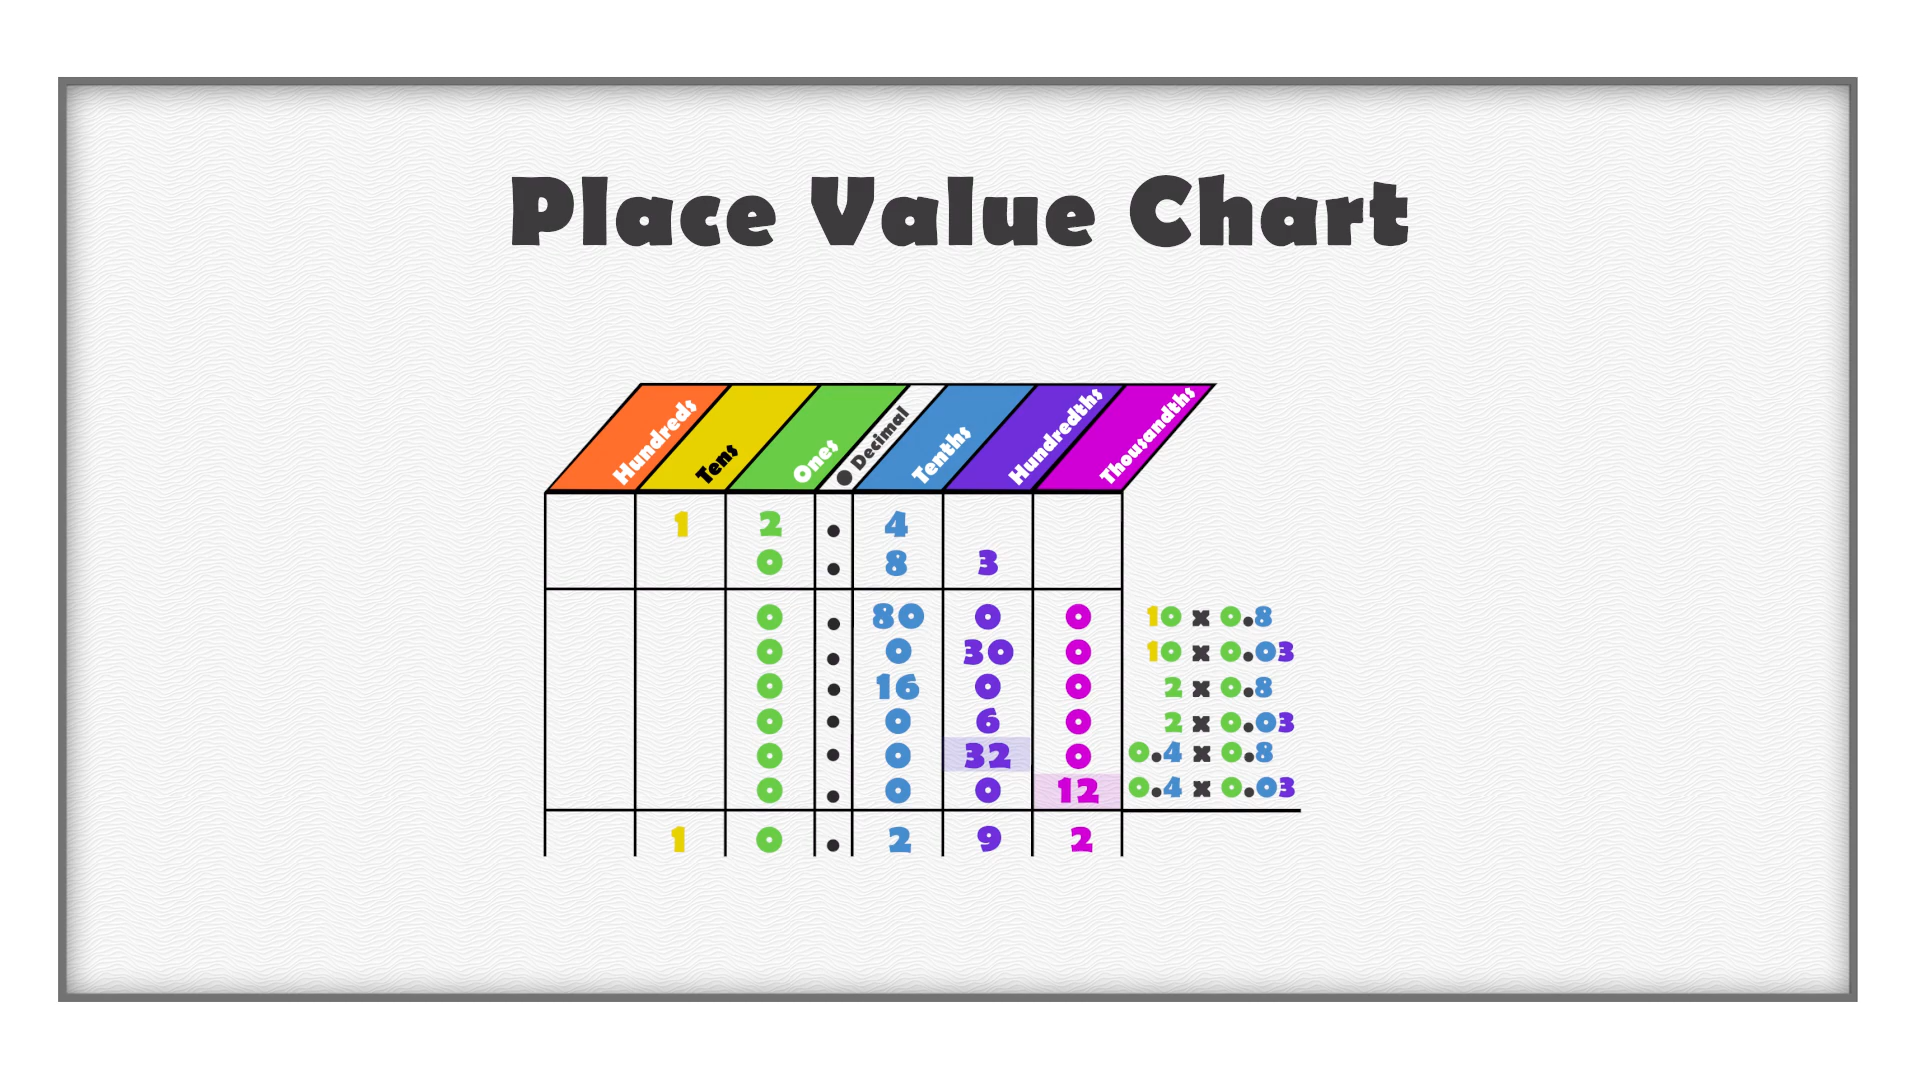 Place Value Chart
Hundreds Tens Ones Decimal Tenths Hundredths Thousandths
1 2 . 4
0 . 8 3
0 . 80 0 0 10 x 0.8
0 . 0 30 0 10 x 0.03
0 . 16 0 0 2 x 0.8
0 . 0 6 0 2 x 0.03
0 . 0 32 0 0.4 x 0.8
0 . 0 0 12 0.4 x 0.03
1 0 . 2 9 2